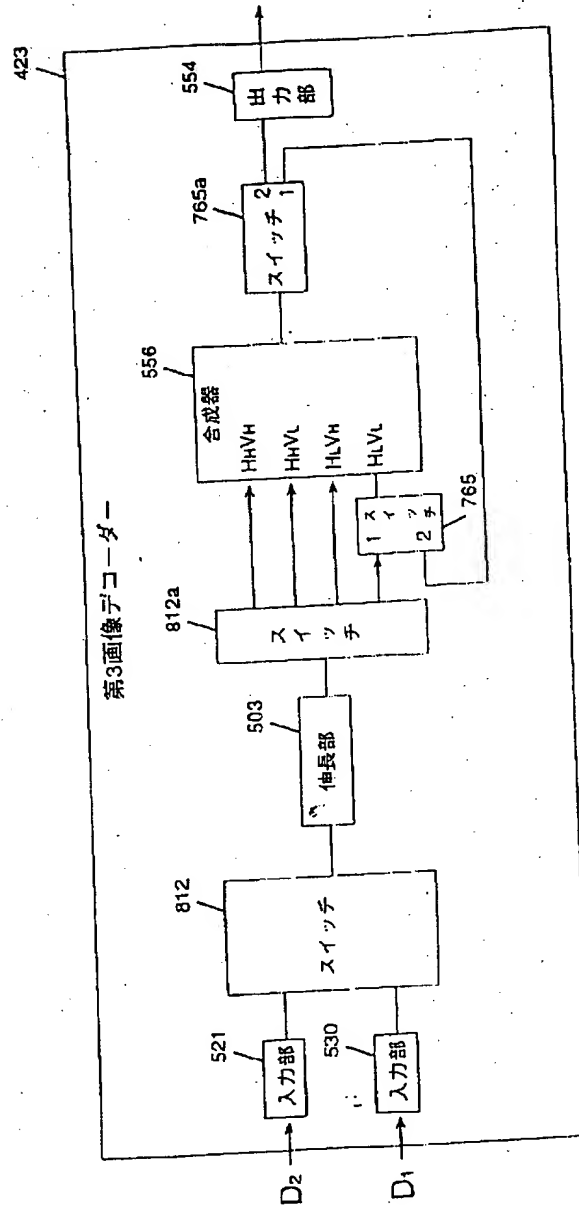 第3画像デコーダー
423
D2
D1
521
入力部
530
入力部
812
スイッチ
503
伸長部
812a
スイッチ
556
合成器
HHVH
HHVL
HLVH
HLVL
765
スイッチ
1
2
765a
スイッチ
2
1
554
出力部